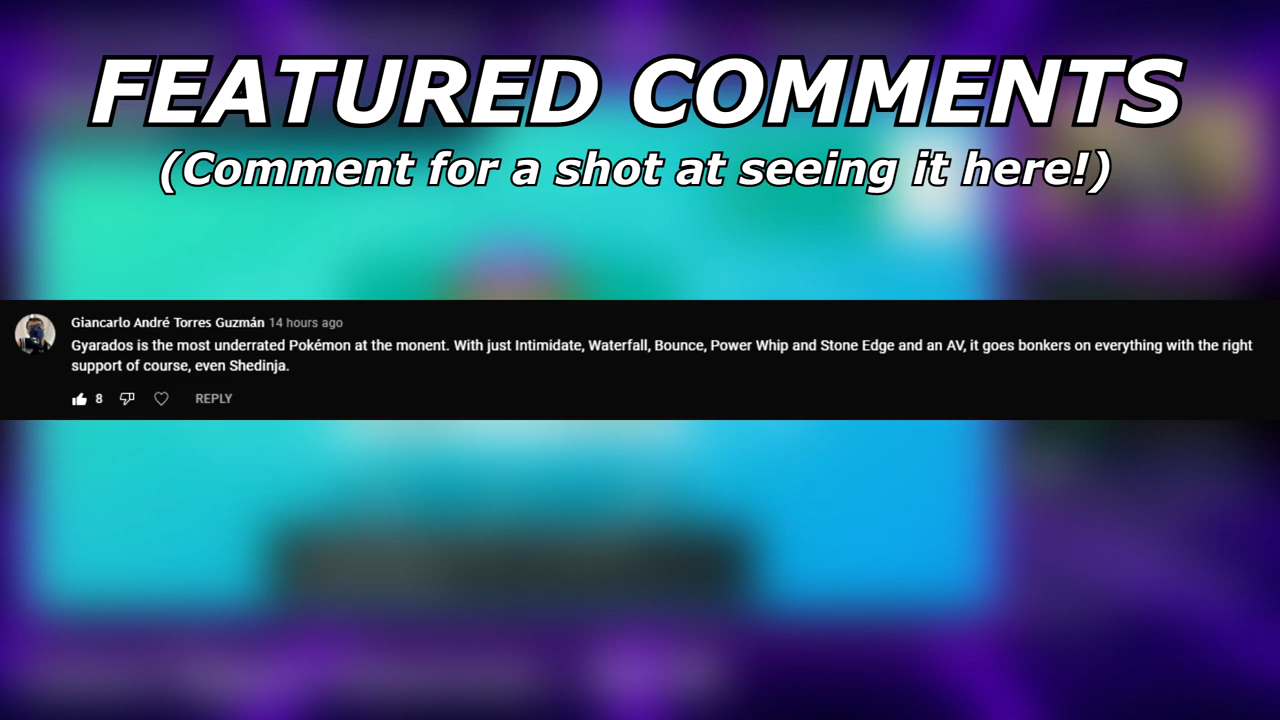 FEATURED COMMENTS
(Comment for a shot at seeing it here!)
Giancarlo André Torres Guzmán 14 hours ago
Gyarados is the most underrated Pokémon at the monent. With just Intimidate, Waterfall, Bounce, Power Whip and Stone Edge and an AV, it goes bonkers on everything with the right
support of course, even Shedinja.
8 REPLY